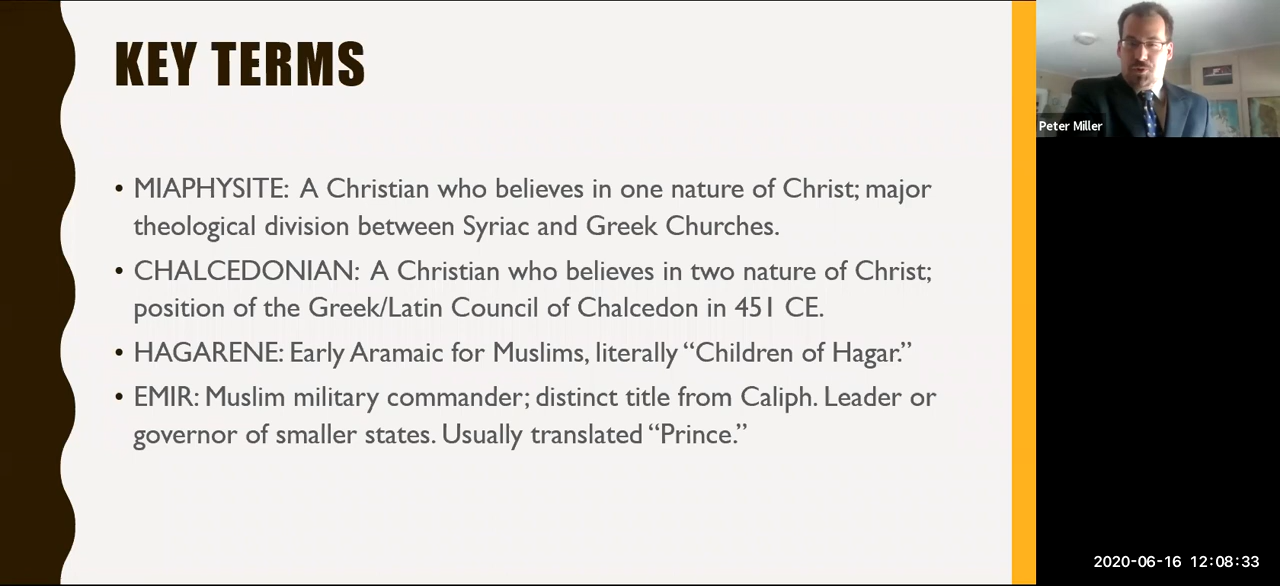 KEY TERMS
• MIAPHYSITE: A Christian who believes in one nature of Christ; major
theological division between Syriac and Greek Churches.
• CHALCEDONIAN: A Christian who believes in two nature of Christ;
position of the Greek/Latin Council of Chalcedon in 451 CE.
• HAGARENE: Early Aramaic for Muslims, literally “Children of Hagar.”
• EMIR: Muslim military commander; distinct title from Caliph. Leader or
governor of smaller states. Usually translated “Prince.”
Peter Miller
2020-06-16 12:08:33